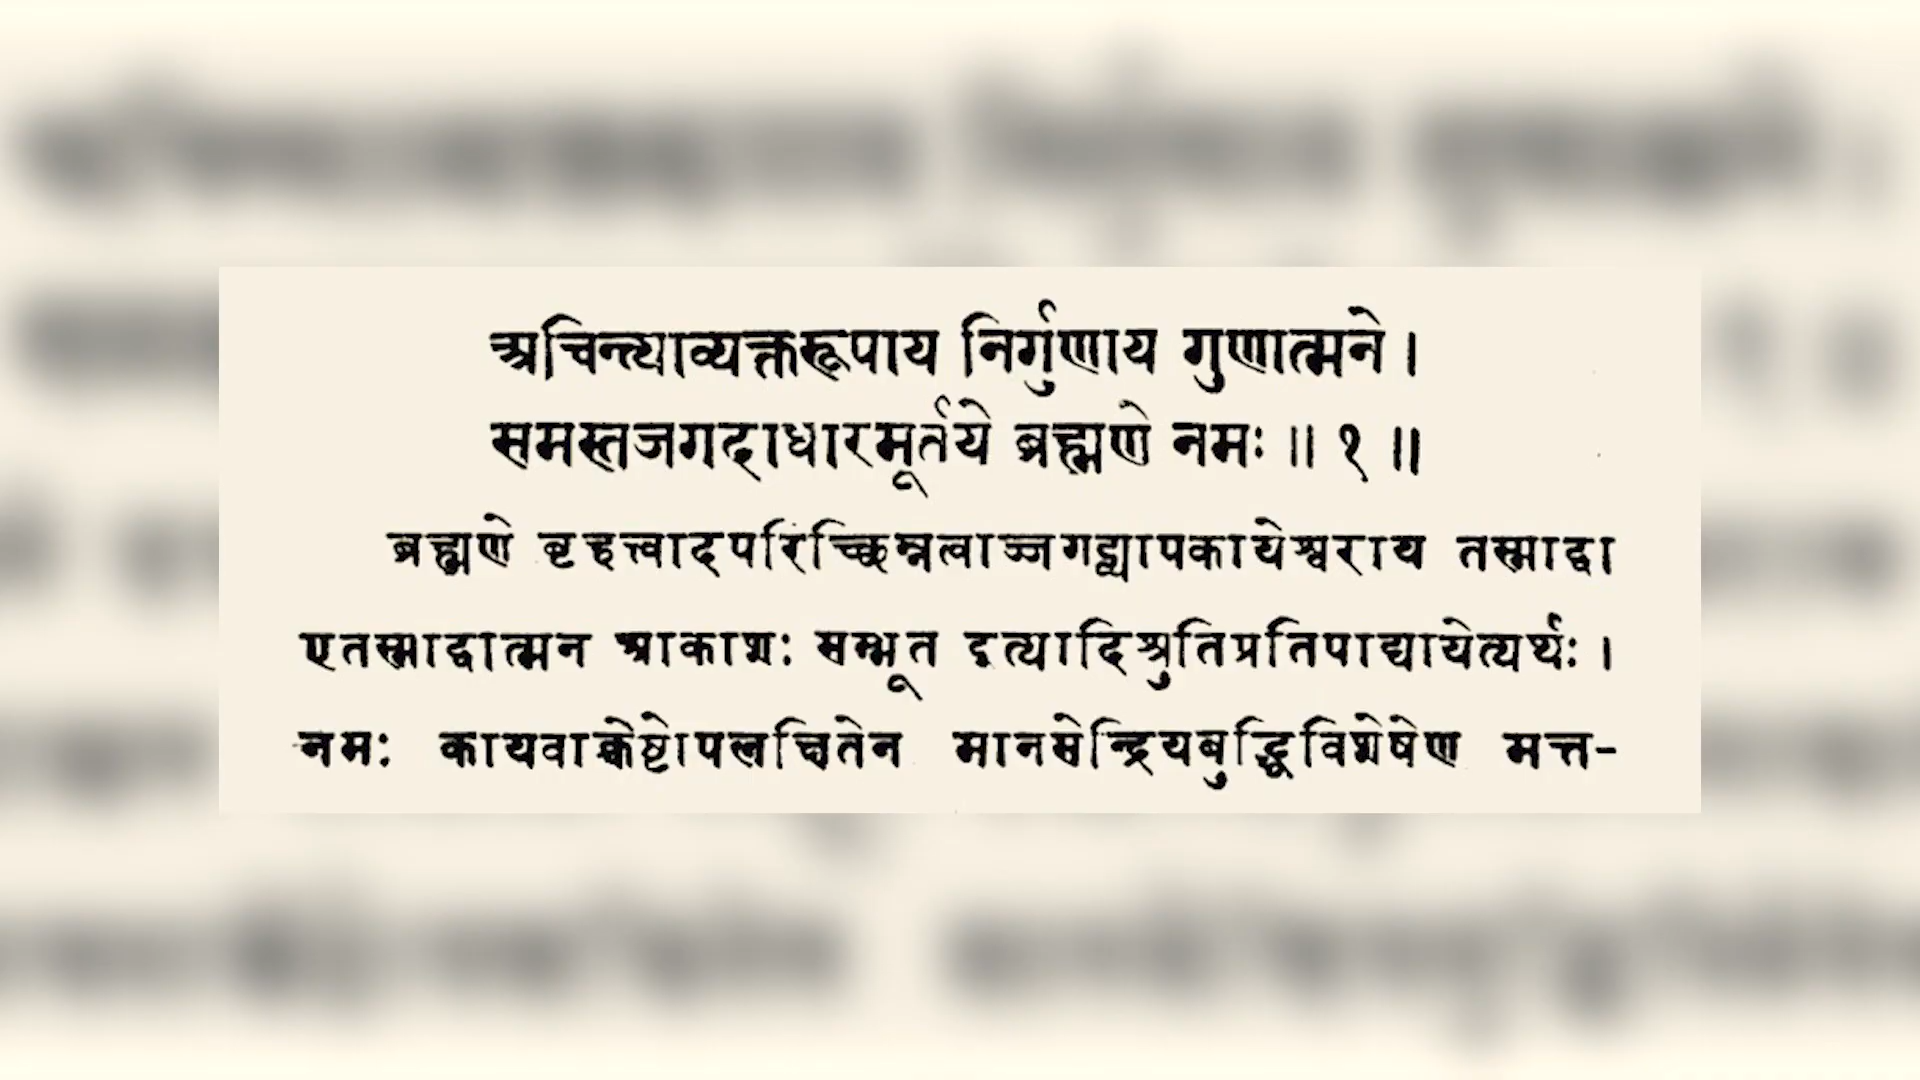 अचिन्त्याव्यक्तरूपाय निर्गुणाय गुणात्मने ।
समस्तजगदाधारमूर्तये ब्रह्मणे नमः ॥ १ ॥
ब्रह्मणे बृहत्त्वादपरिच्छिन्नत्वाज्जगद्व्यापकायेश्वराय तस्माद्वा
एतस्माद्वात्मन आकाशः सम्भूत इत्यादिश्रुतिप्रतिपाद्यायेत्यर्थः ।
नमः कायवाक्चेष्टोपलक्षितेन मानसेन्द्रियबुद्धिविशेषेण मत्त-